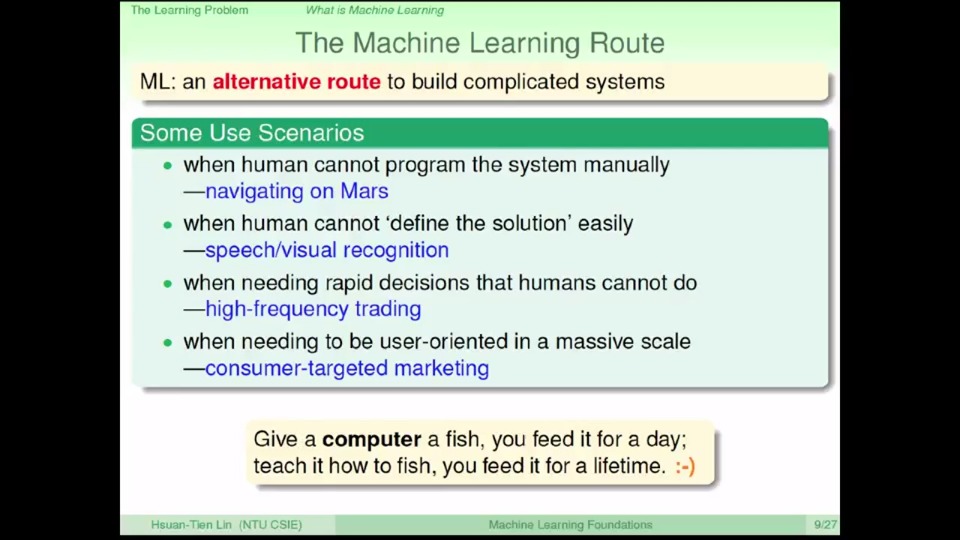 The Learning Problem What is Machine Learning
The Machine Learning Route
ML: an alternative route to build complicated systems
Some Use Scenarios
• when human cannot program the system manually
—navigating on Mars
• when human cannot ‘define the solution’ easily
—speech/visual recognition
• when needing rapid decisions that humans cannot do
—high-frequency trading
• when needing to be user-oriented in a massive scale
—consumer-targeted marketing
Give a computer a fish, you feed it for a day;
teach it how to fish, you feed it for a lifetime. :-)
Hsuan-Tien Lin (NTU CSIE) Machine Learning Foundations 9/27